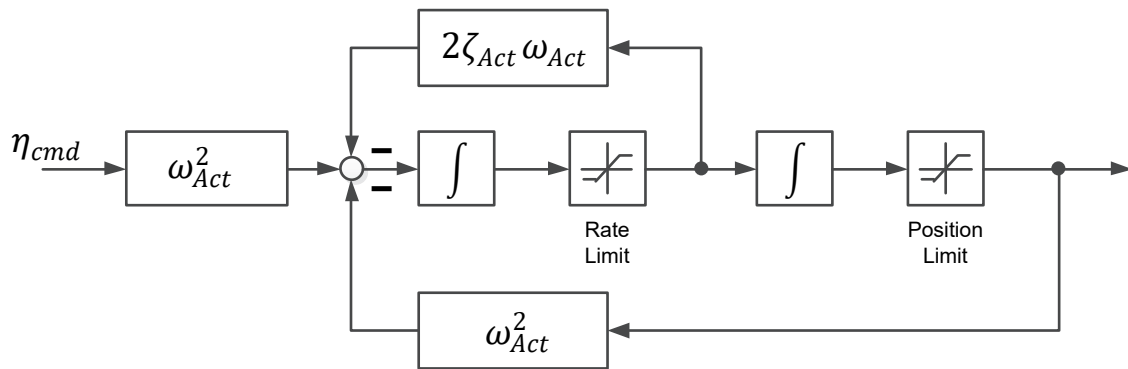 2ζ_Act ω_Act
η_cmd
ω²_Act
−
∫
∫
−
Rate
Limit
Position
Limit
ω²_Act